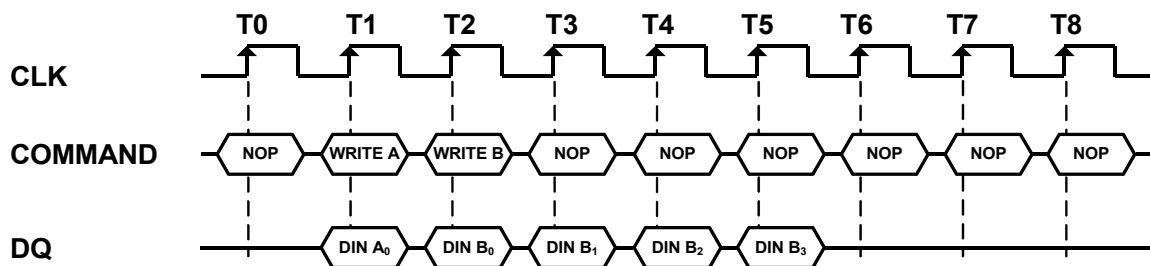 T0 T1 T2 T3 T4 T5 T6 T7 T8
CLK
COMMAND NOP WRITE A WRITE B NOP NOP NOP NOP NOP NOP
DQ DIN A₀ DIN B₀ DIN B₁ DIN B₂ DIN B₃